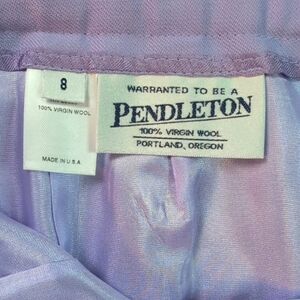 8
100% VIRGIN WOOL
MADE IN U.S.A.
WARRANTED TO BE A
PENDLETON
100% VIRGIN WOOL
PORTLAND, OREGON